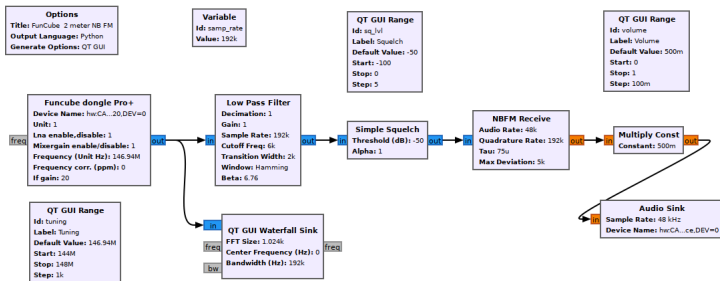 Options
Title: FunCube 2 meter NB FM
Output Language: Python
Generate Options: QT GUI
Variable
Id: samp_rate
Value: 192k
QT GUI Range
Id: sq_lvl
Label: Squelch
Default Value: -50
Start: -100
Stop: 0
Step: 5
QT GUI Range
Id: volume
Label: Volume
Default Value: 500m
Start: 0
Stop: 1
Step: 100m
Funcube dongle Pro+
Device Name: hw:CA...20,DEV=0
Unit: 1
Lna enable,disable: 1
Mixergain enable/disable: 1
Frequency (Unit Hz): 146.94M
Frequency corr. (ppm): 0
If gain: 20
freq
out
Low Pass Filter
Decimation: 1
Gain: 1
Sample Rate: 192k
Cutoff Freq: 6k
Transition Width: 2k
Window: Hamming
Beta: 6.76
in
out
Simple Squelch
Threshold (dB): -50
Alpha: 1
in
out
NBFM Receive
Audio Rate: 48k
Quadrature Rate: 192k
Tau: 75u
Max Deviation: 5k
in
out
Multiply Const
Constant: 500m
in
out
QT GUI Range
Id: tuning
Label: Tuning
Default Value: 146.94M
Start: 144M
Stop: 148M
Step: 1k
QT GUI Waterfall Sink
FFT Size: 1.024k
Center Frequency (Hz): 0
Bandwidth (Hz): 192k
in
freq
bw
freq
Audio Sink
Sample Rate: 48 kHz
Device Name: hw:CA...ce,DEV=0
in